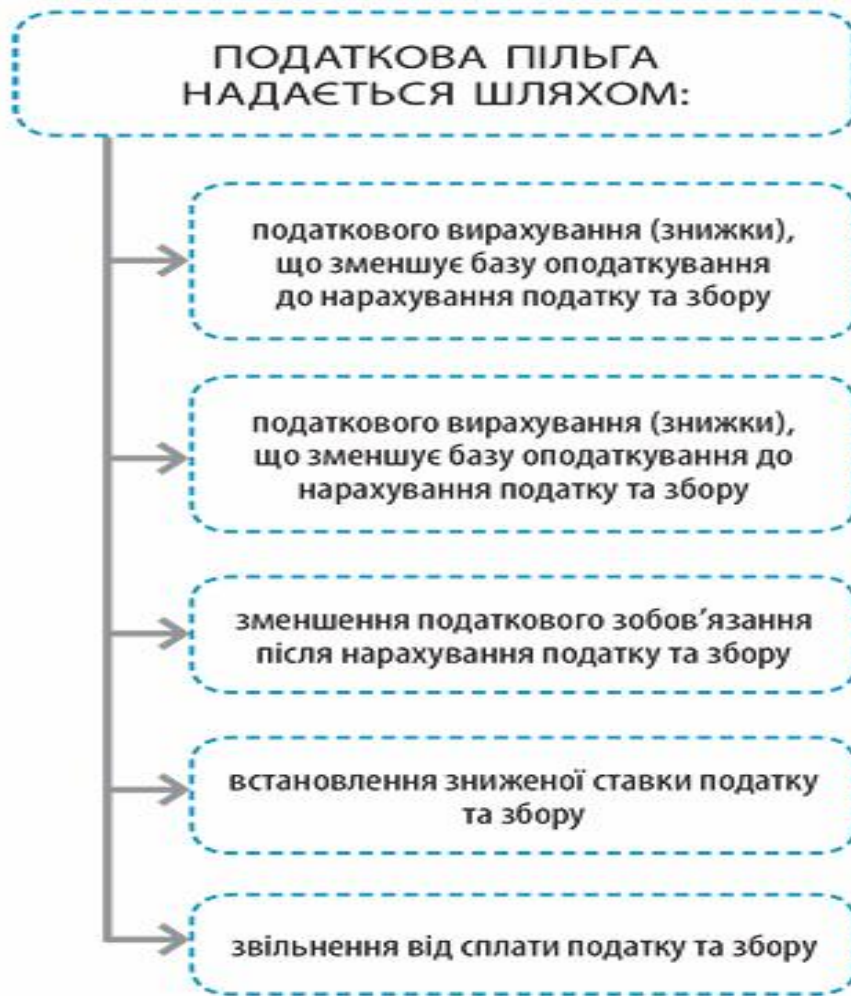 ПОДАТКОВА ПІЛЬГА
НАДАЄТЬСЯ ШЛЯХОМ:
податкового вирахування (знижки),
що зменшує базу оподаткування
до нарахування податку та збору
податкового вирахування (знижки),
що зменшує базу оподаткування до
нарахування податку та збору
зменшення податкового зобов’язання
після нарахування податку та збору
встановлення зниженої ставки податку
та збору
звільнення від сплати податку та збору